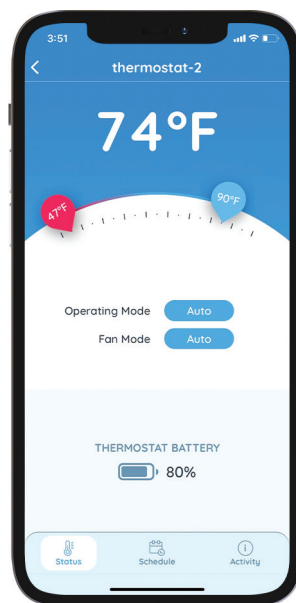 3:51
thermostat-2
74°F
47°F
90°F
Operating Mode Auto
Fan Mode Auto
THERMOSTAT BATTERY
80%
Status Schedule Activity